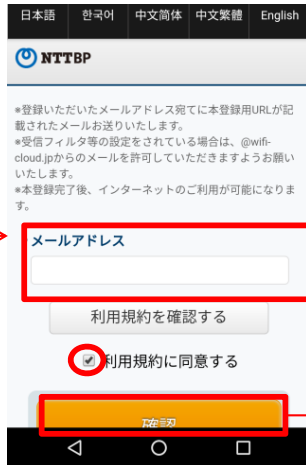 日本語 한국어 中文简体 中文繁體 English
NTTBP
※登録いただいたメールアドレス宛てに本登録用URLが記
載されたメールお送りいたします。
※受信フィルタ等の設定をされている場合は、@wifi-
cloud.jpからのメールを許可していただきますようお願い
いたします。
※本登録完了後、インターネットのご利用が可能になりま
す。
メールアドレス
利用規約を確認する
利用規約に同意する
確認